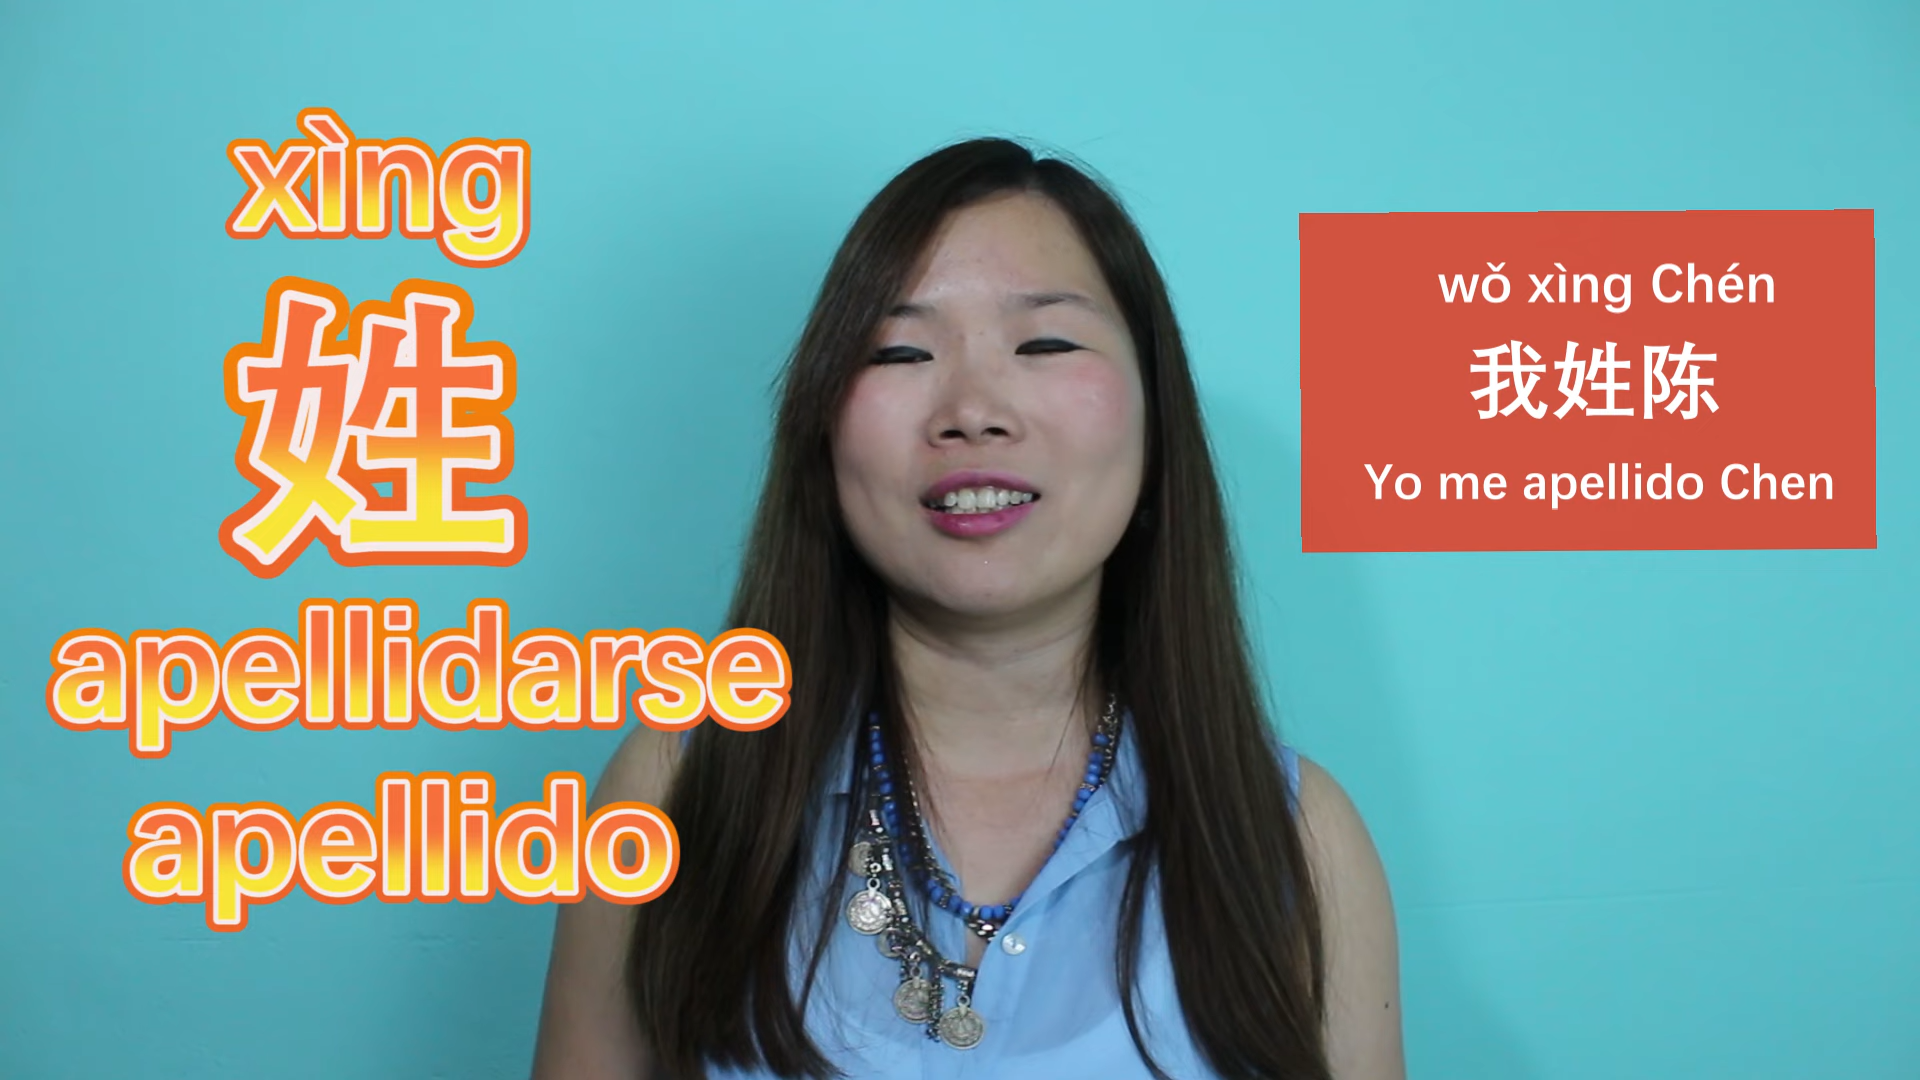 xìng
姓
apellidarse
apellido
wǒ xìng Chén
我姓陈
Yo me apellido Chen